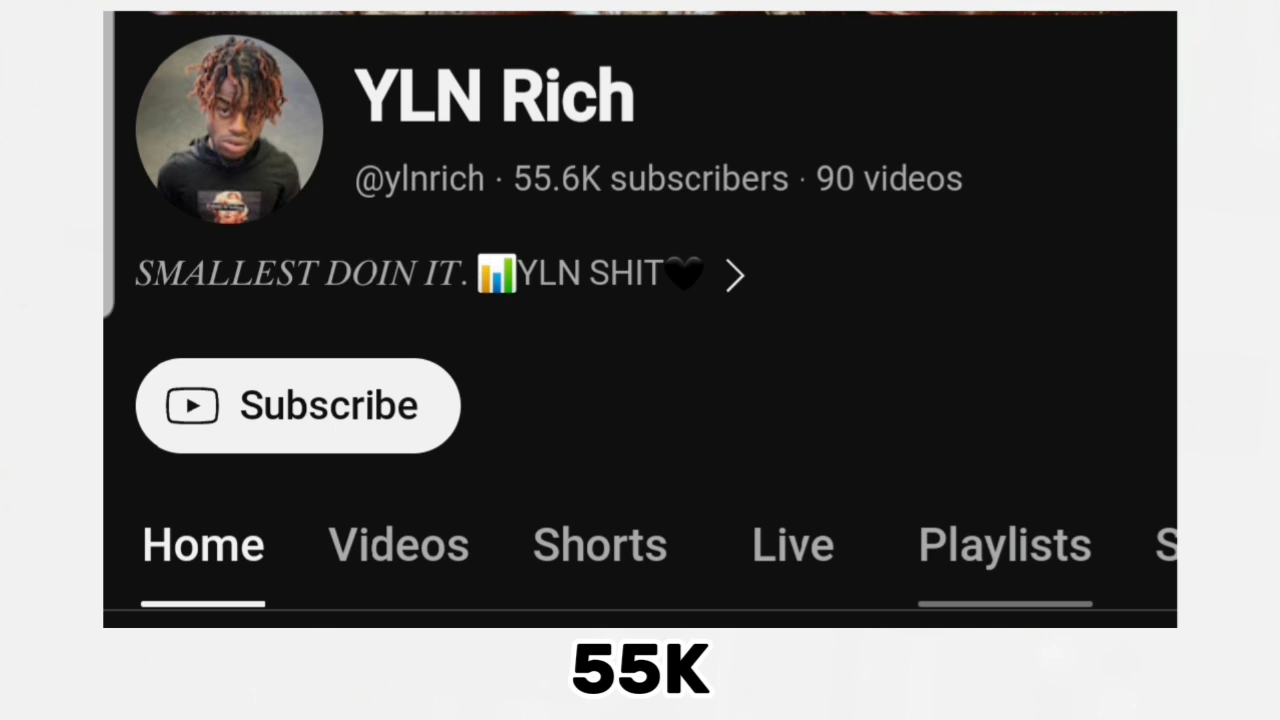 YLN Rich
@ylnrich · 55.6K subscribers · 90 videos
SMALLEST DOIN IT. 📊YLN SHIT🖤
Subscribe
Home Videos Shorts Live Playlists S
55K